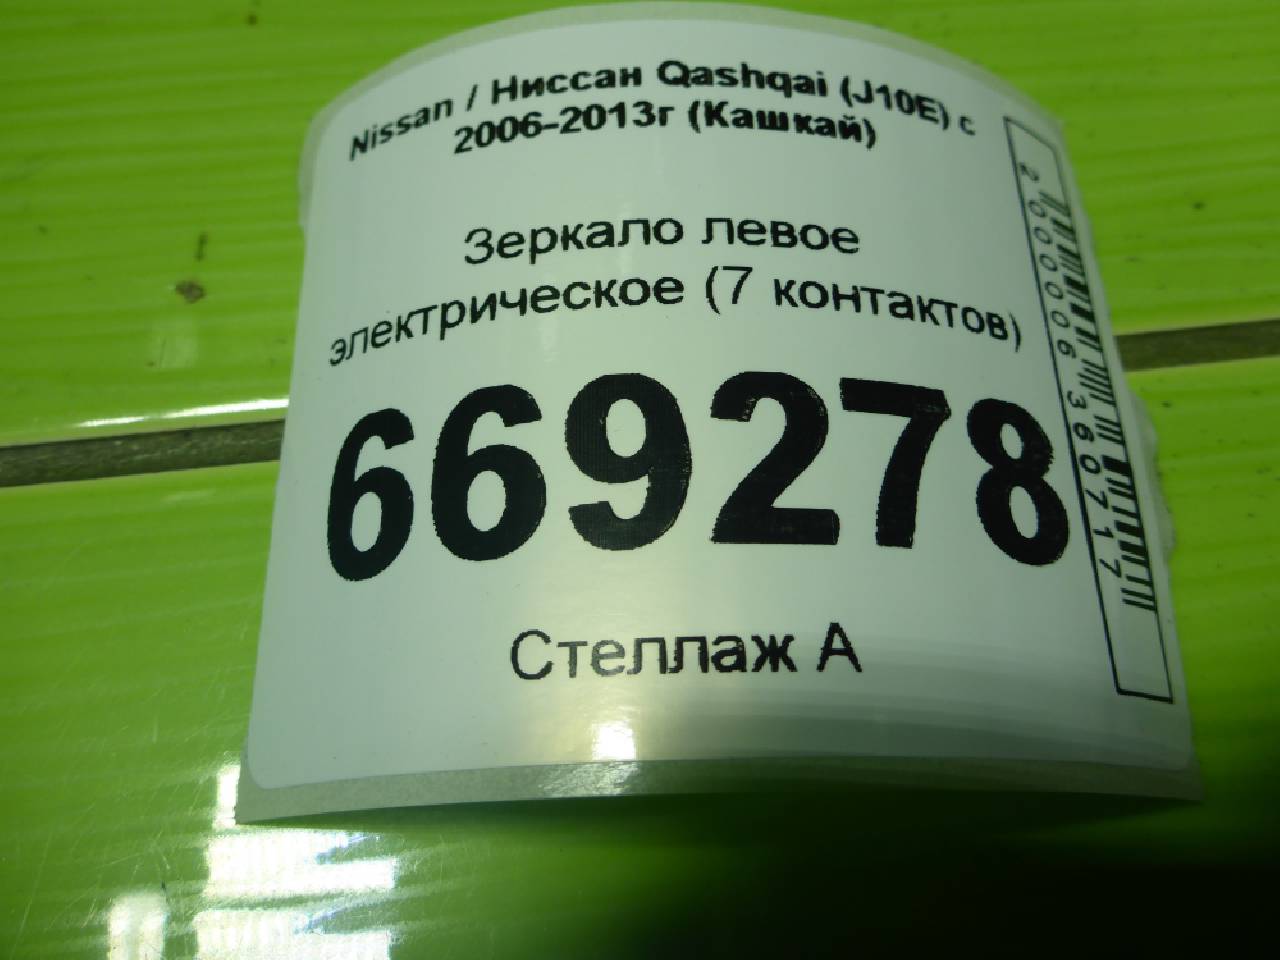 Nissan / Ниссан Qashqai (J10E) с
2006-2013г (Кашкай)
Зеркало левое
электрическое (7 контактов)
669278
Стеллаж А
2000006360717